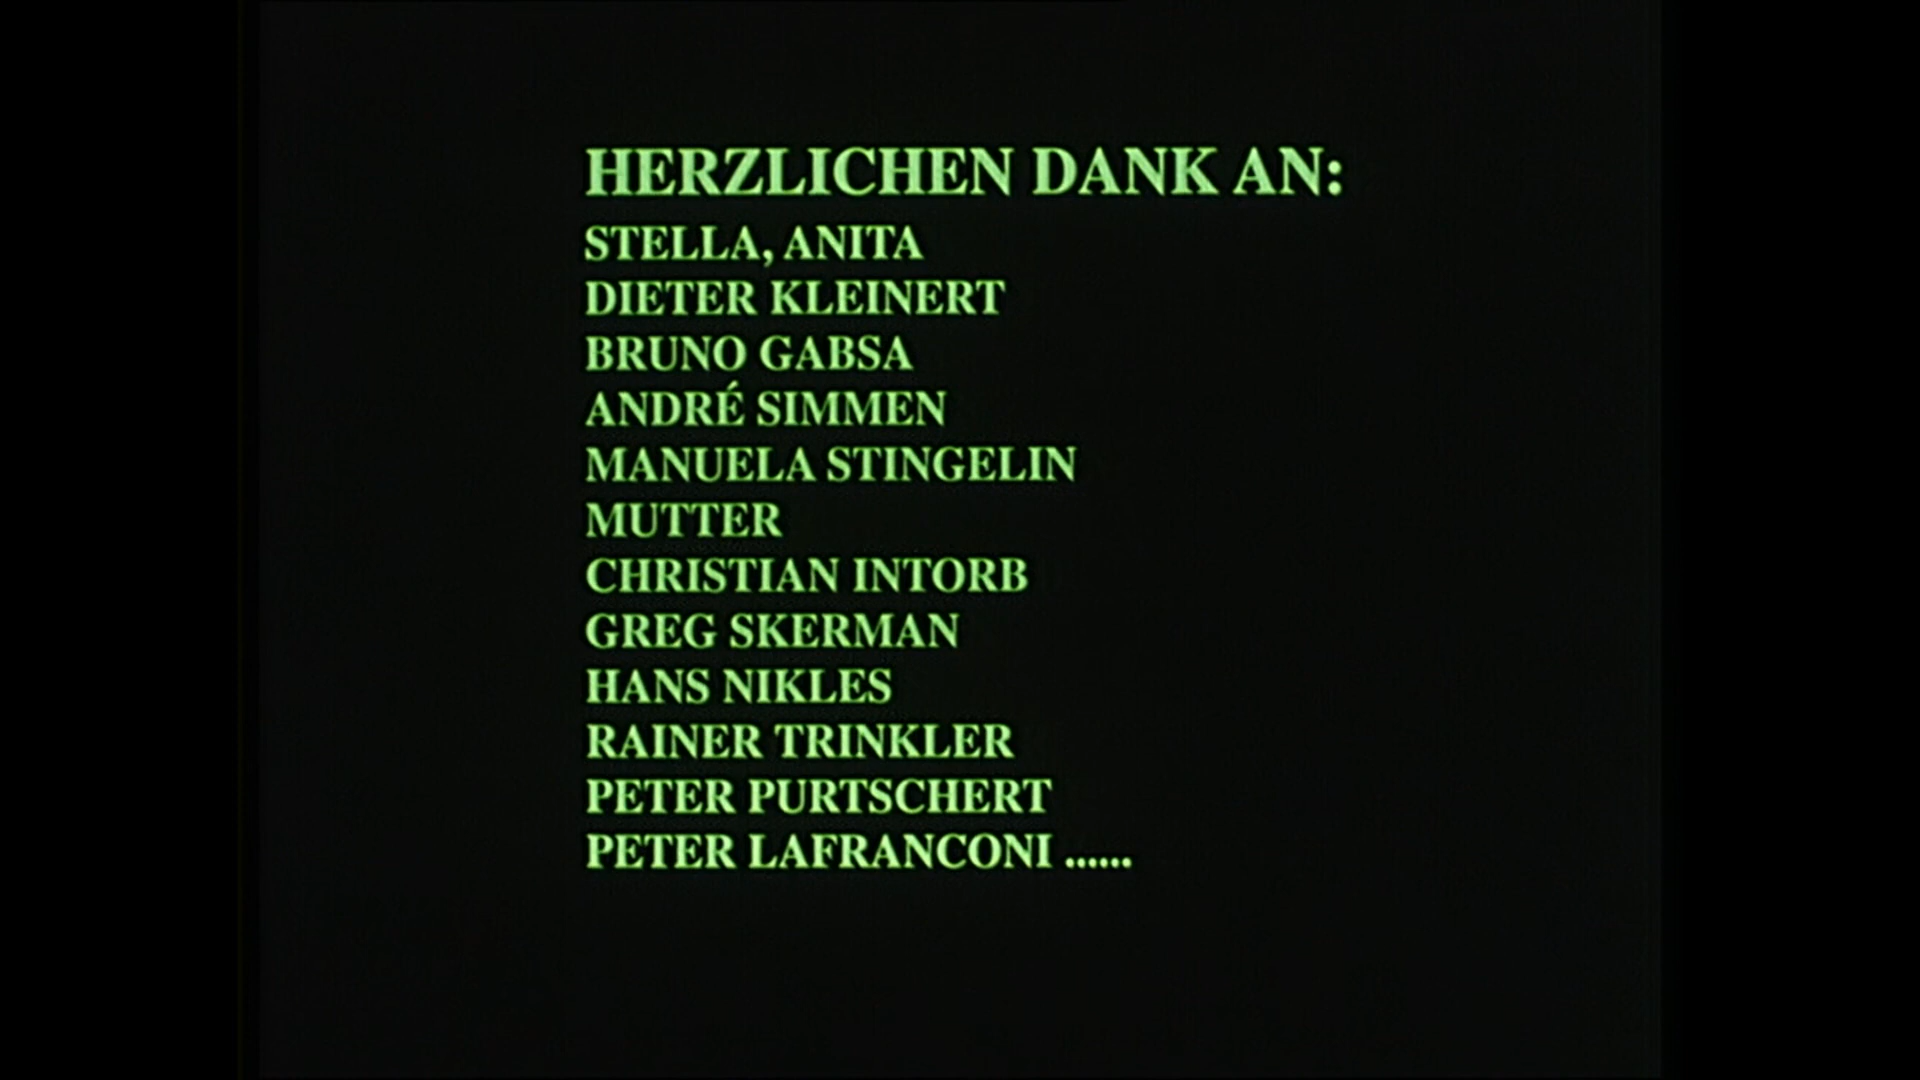 HERZLICHEN DANK AN:
STELLA, ANITA
DIETER KLEINERT
BRUNO GABSA
ANDRÉ SIMMEN
MANUELA STINGELIN
MUTTER
CHRISTIAN INTORB
GREG SKERMAN
HANS NIKLES
RAINER TRINKLER
PETER PURTSCHERT
PETER LAFRANCONI ......